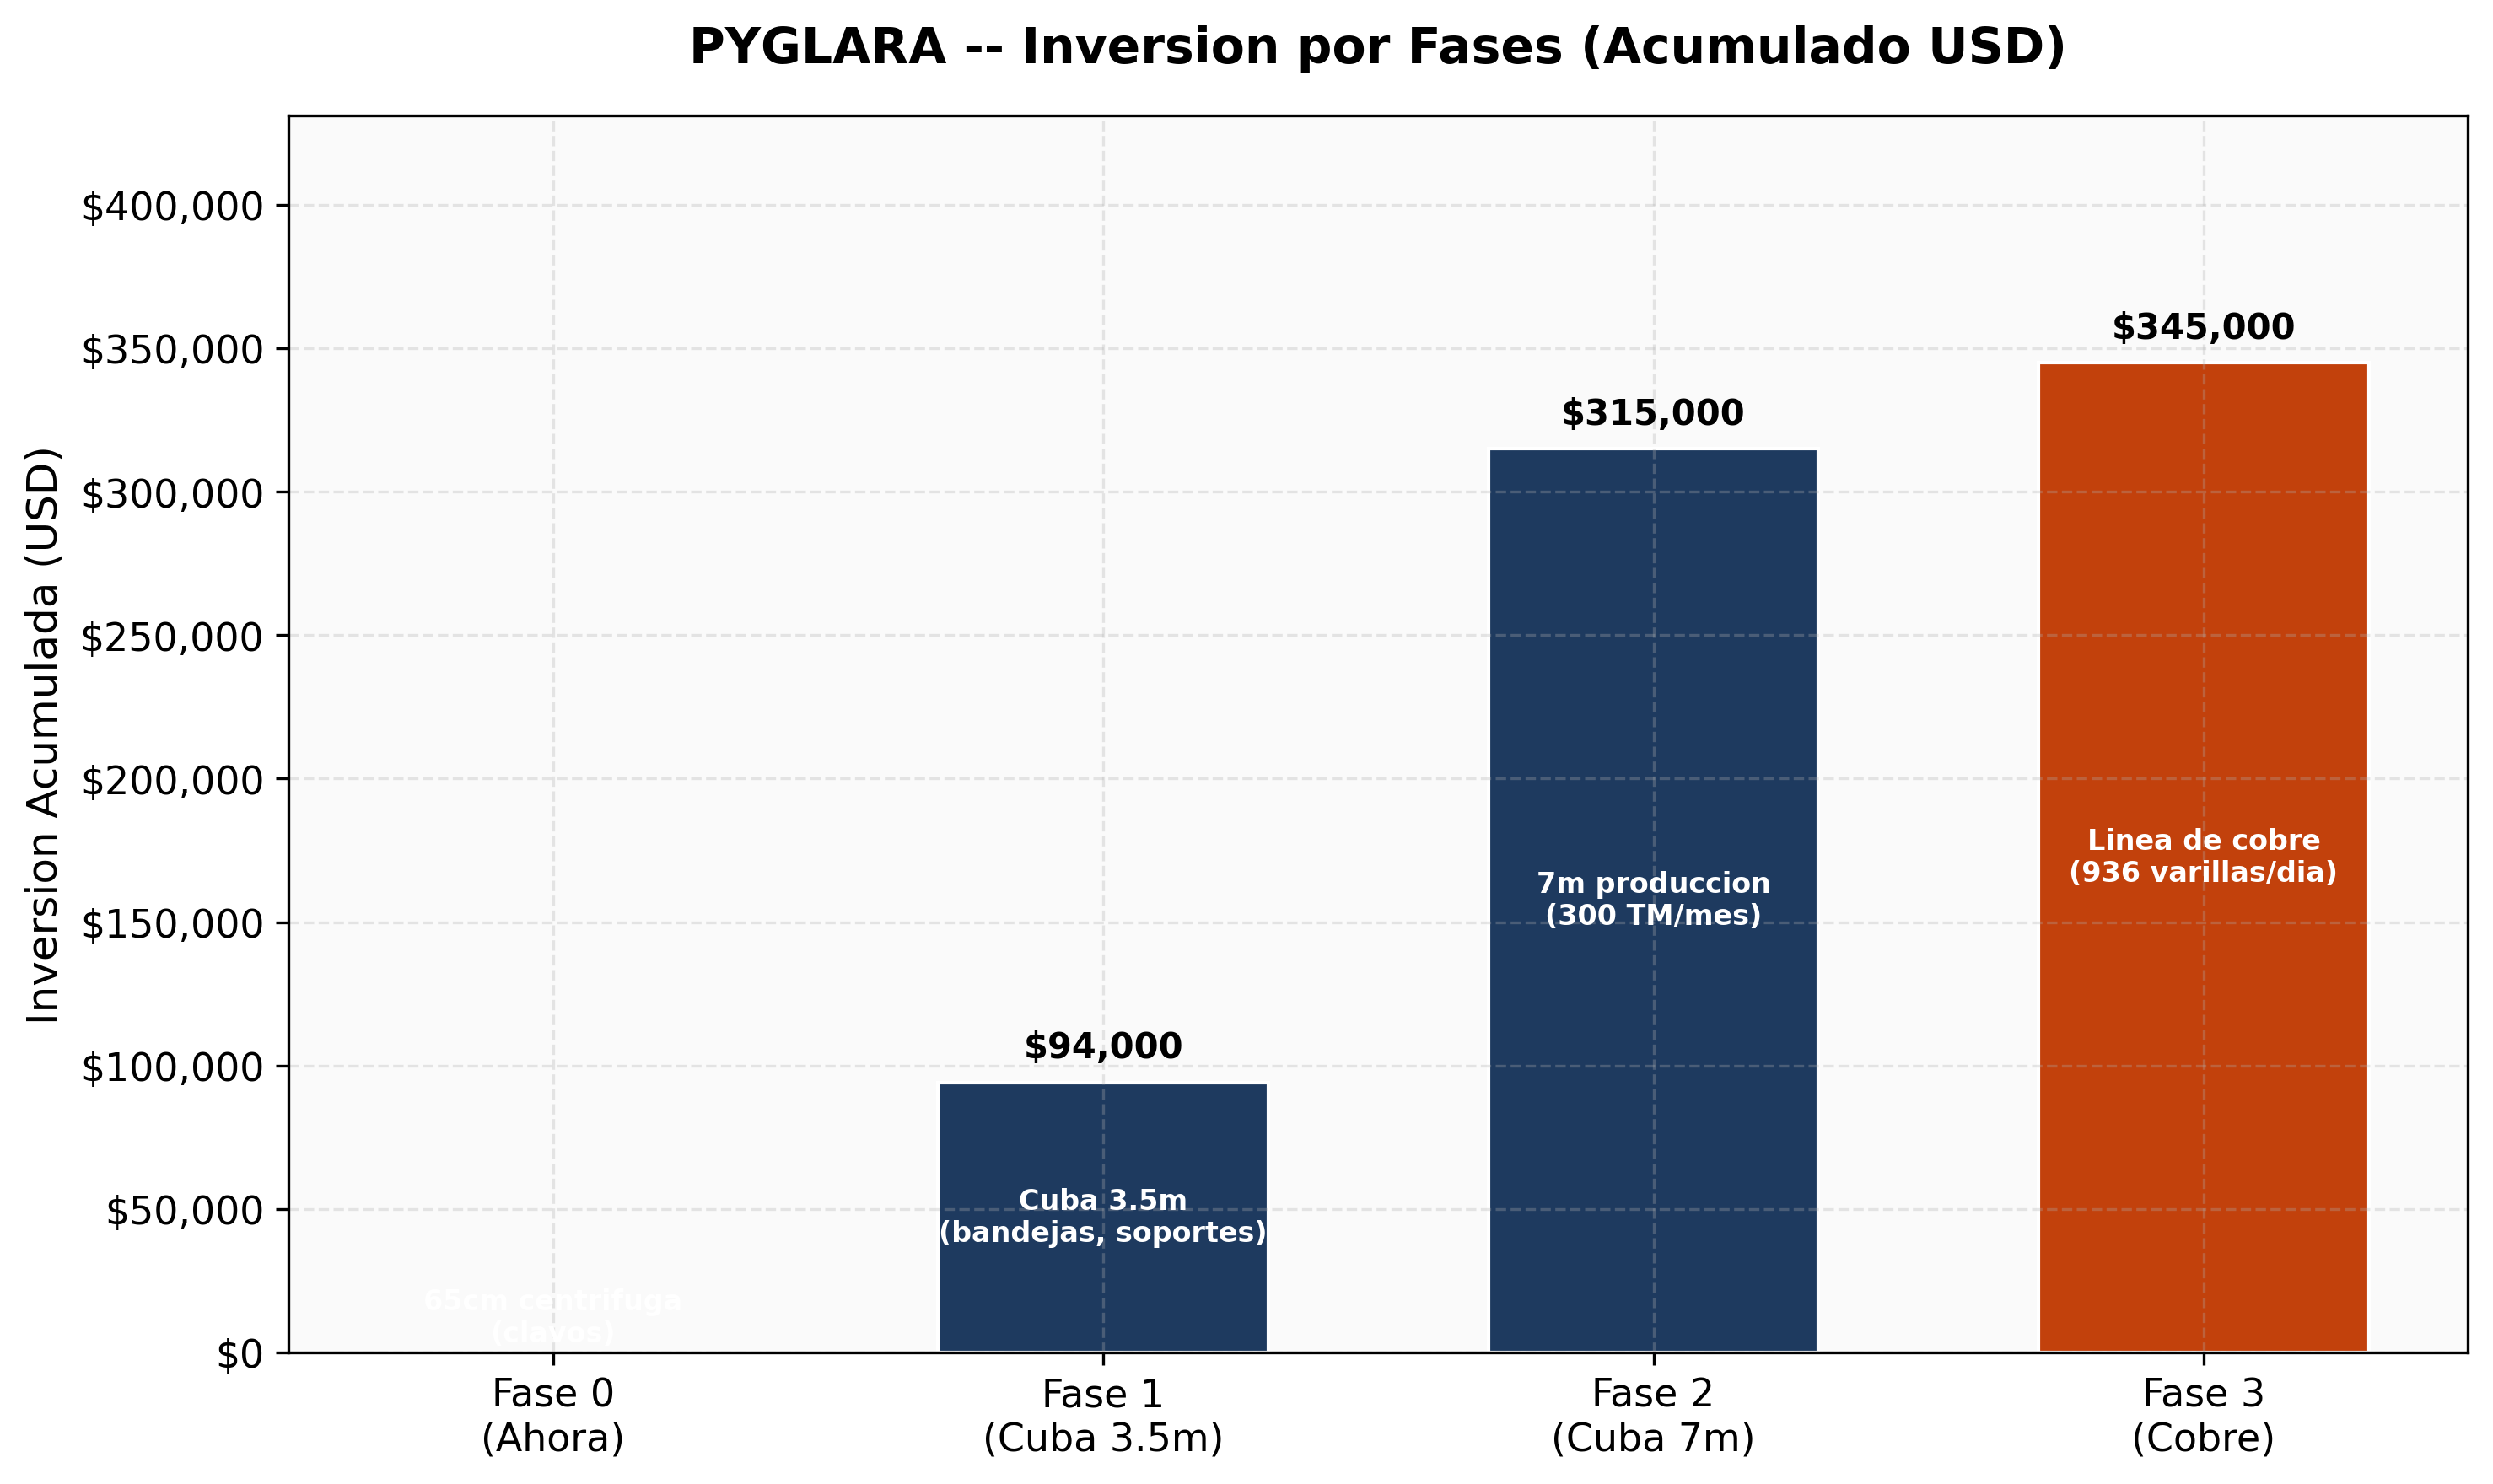 PYGLARA -- Inversion por Fases (Acumulado USD)
Inversion Acumulada (USD)
$400,000
$350,000
$300,000
$250,000
$200,000
$150,000
$100,000
$50,000
$0
65cm centrifuga
(clavos)
$94,000
Cuba 3.5m
(bandejas, soportes)
$315,000
7m produccion
(300 TM/mes)
$345,000
Linea de cobre
(936 varillas/dia)
Fase 0
(Ahora)
Fase 1
(Cuba 3.5m)
Fase 2
(Cuba 7m)
Fase 3
(Cobre)